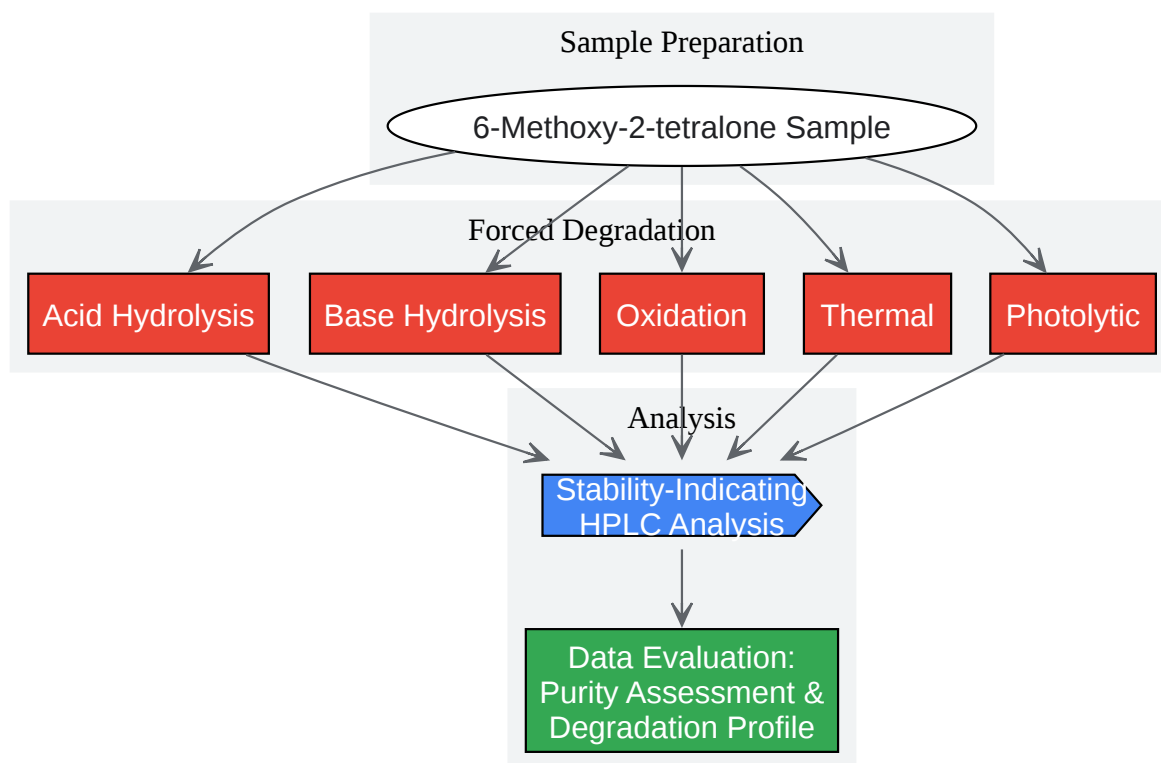 Sample Preparation
6-Methoxy-2-tetralone Sample
Forced Degradation
Acid Hydrolysis
Base Hydrolysis
Oxidation
Thermal
Photolytic
Analysis
Stability-Indicating
HPLC Analysis
Data Evaluation:
Purity Assessment &
Degradation Profile